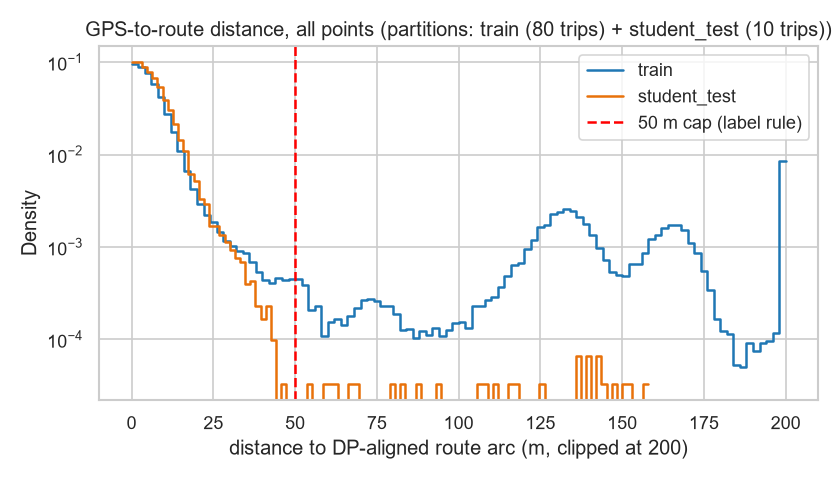 GPS-to-route distance, all points (partitions: train (80 trips) + student_test (10 trips))
train
student_test
50 m cap (label rule)
Density
10⁻¹
10⁻²
10⁻³
10⁻⁴
0 25 50 75 100 125 150 175 200
distance to DP-aligned route arc (m, clipped at 200)